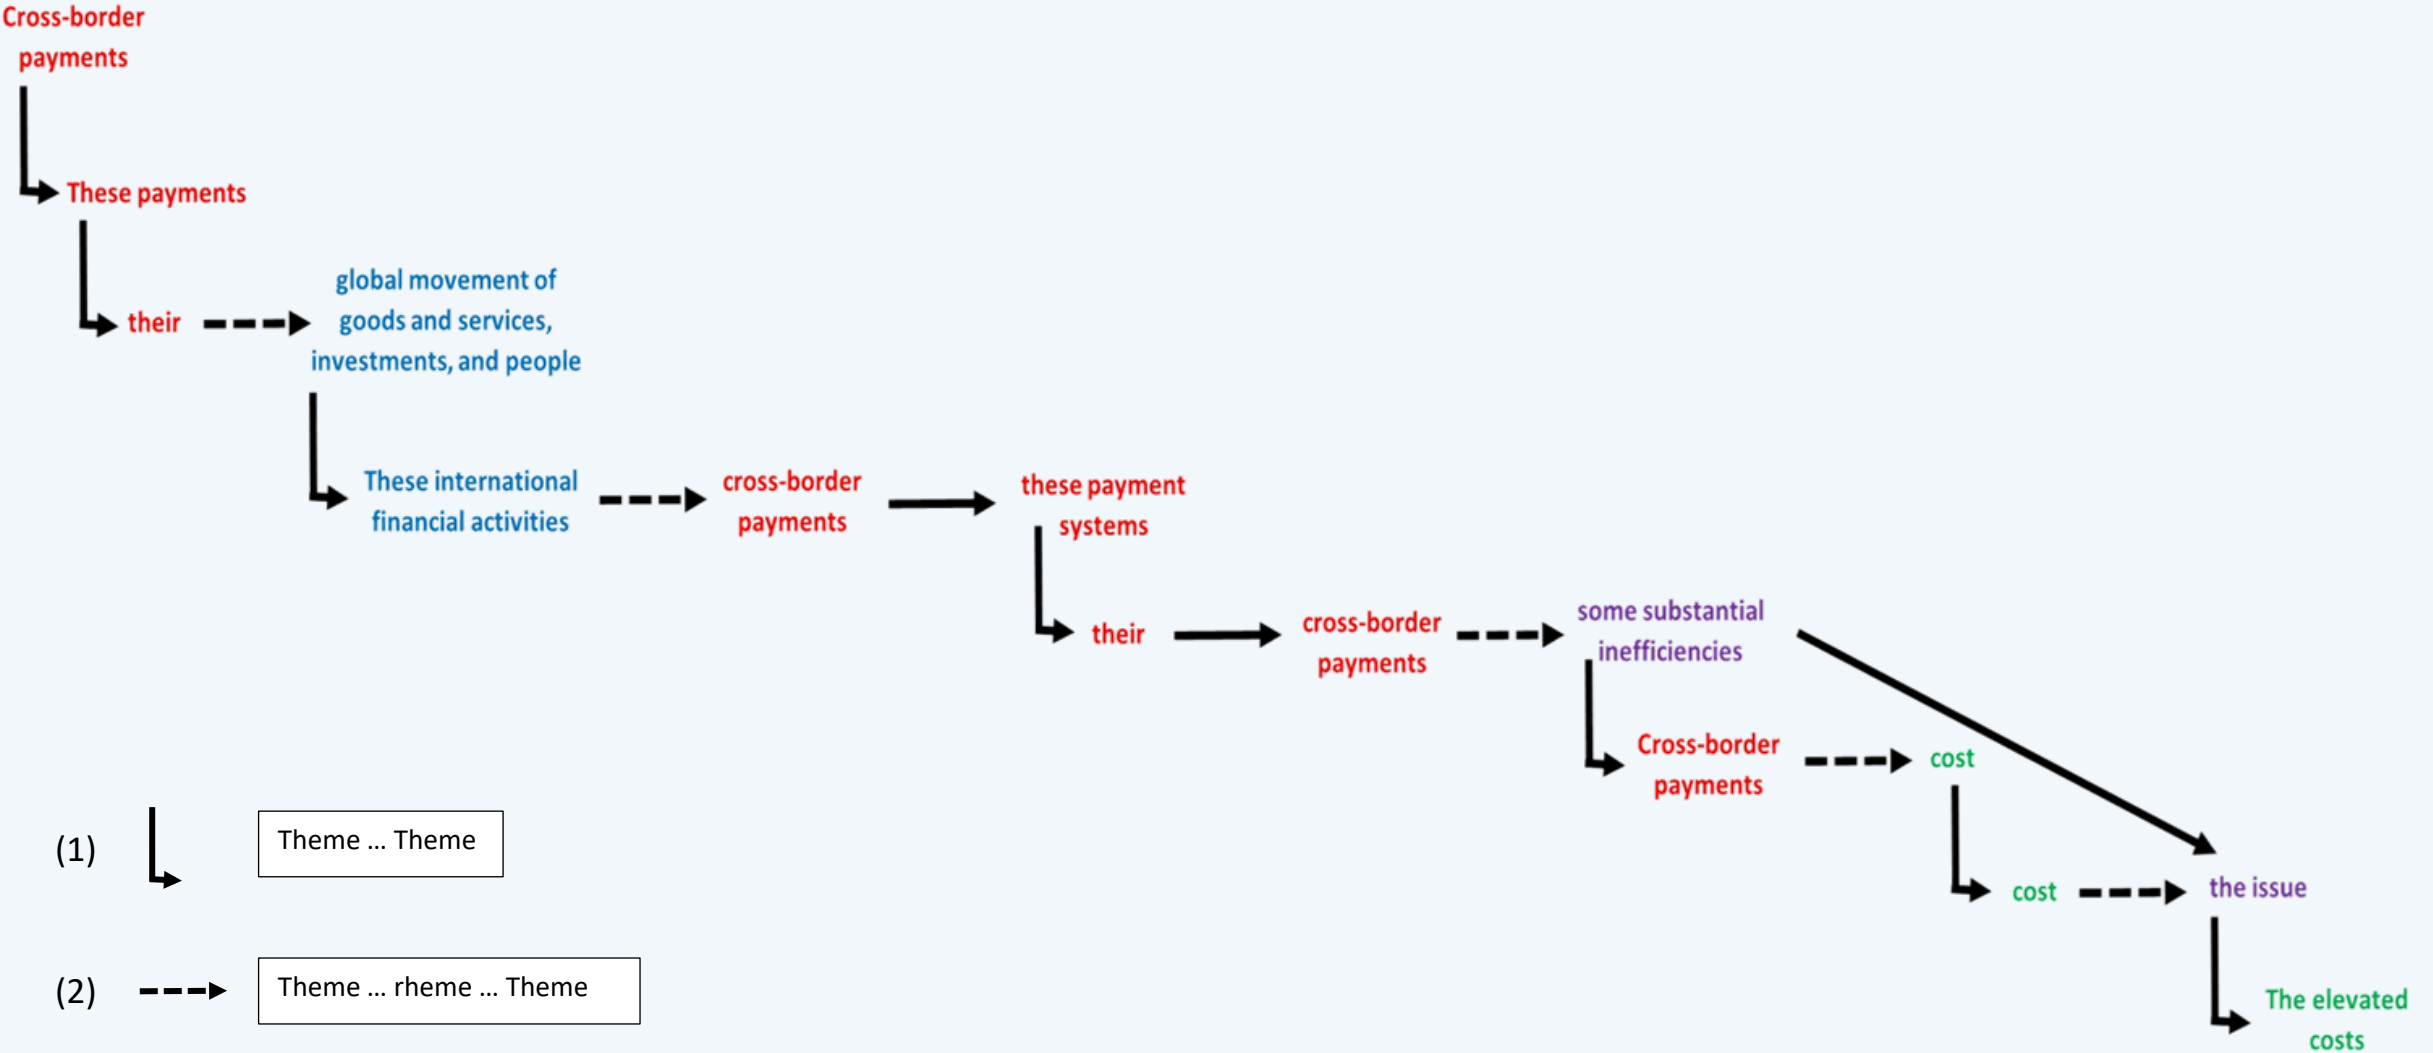 Cross-border
payments
These payments
their
global movement of
goods and services,
investments, and people
These international
financial activities
cross-border
payments
these payment
systems
their
cross-border
payments
some substantial
inefficiencies
Cross-border
payments
cost
cost
the issue
The elevated
costs
(1)
Theme ... Theme
(2)
Theme ... rheme ... Theme